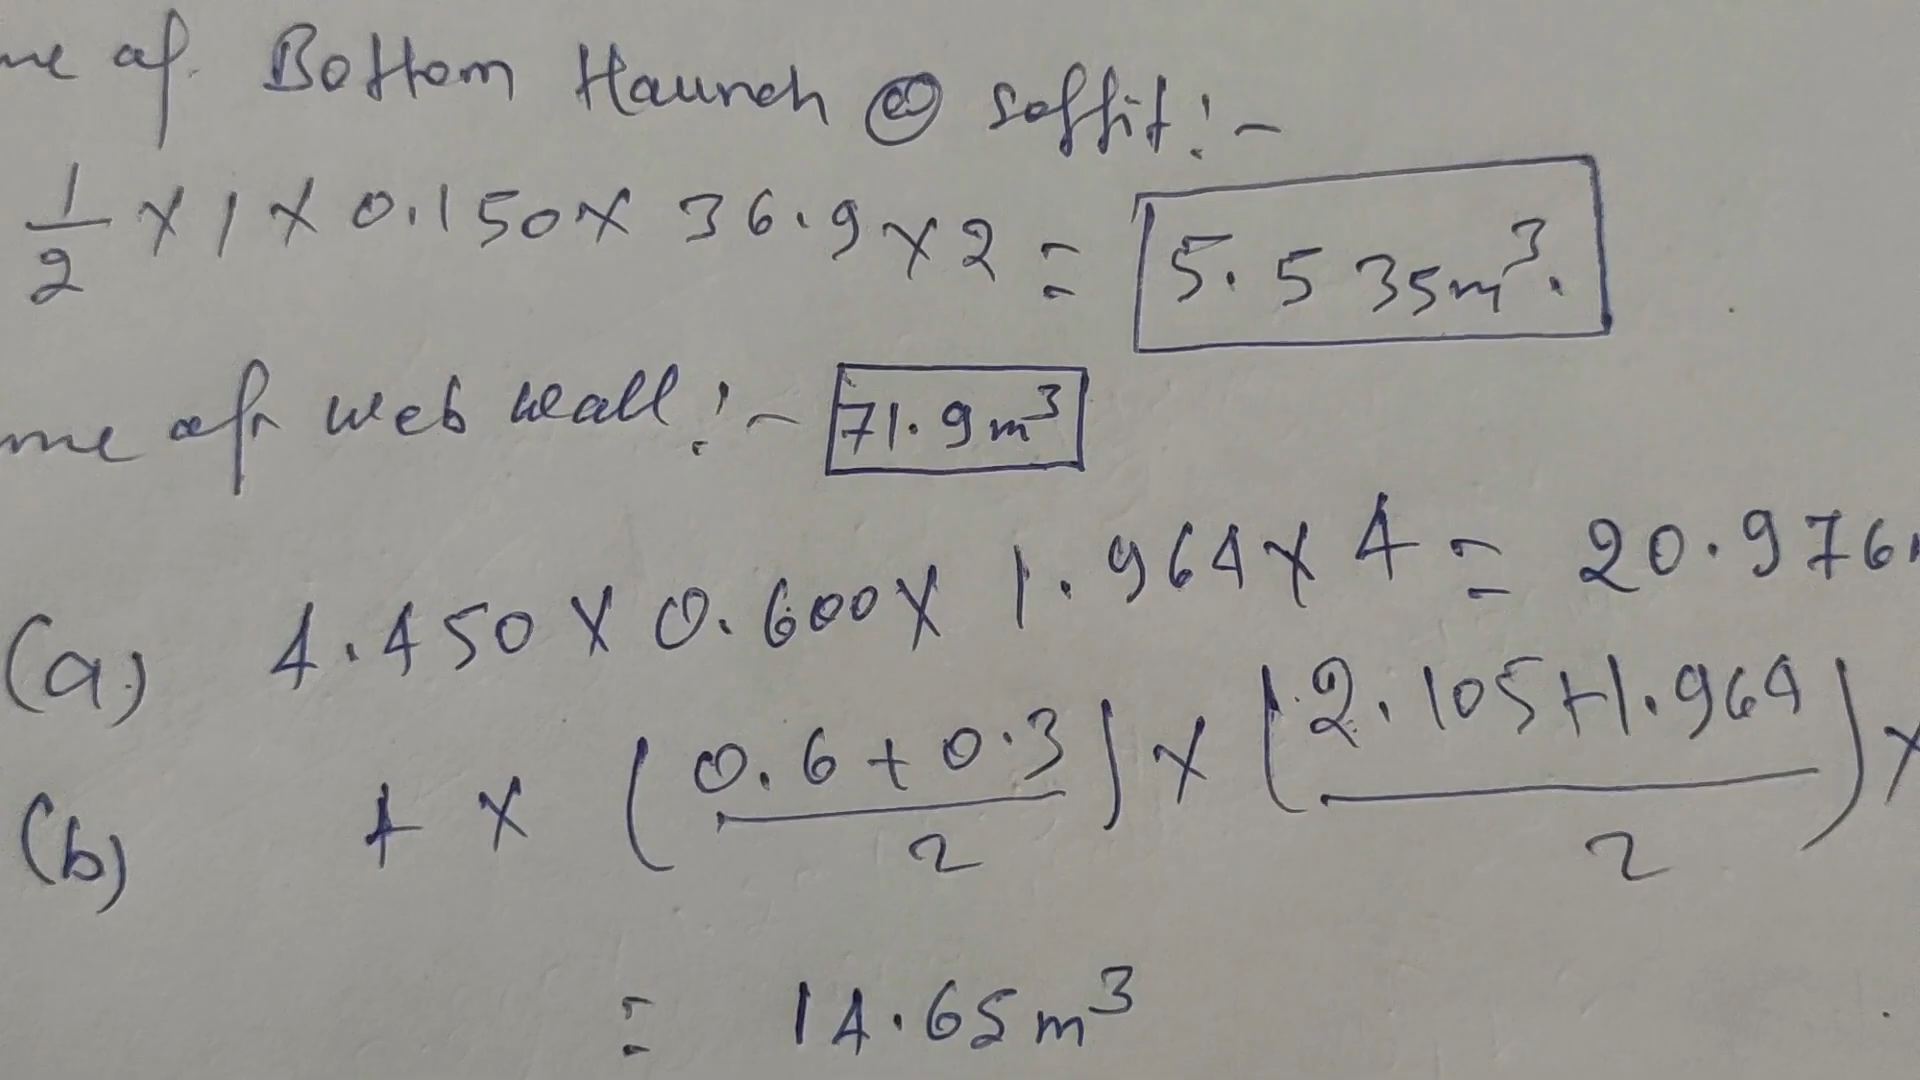 me of. Bottom Haunch @ soffit:-
1/2 × 1 × 0.150 × 36.9 × 2 = 5.535m³.
me of web wall:- 71.9m³
(a) 4.450 × 0.600 × 1.964 × 4 = 20.976
(b) 4 × (0.6+0.3/2) × (2.105+1.964/2) ×
= 14.65m³